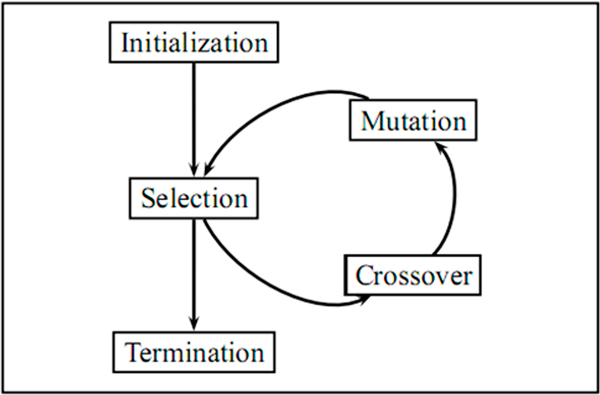 Initialization
Mutation
Selection
Crossover
Termination